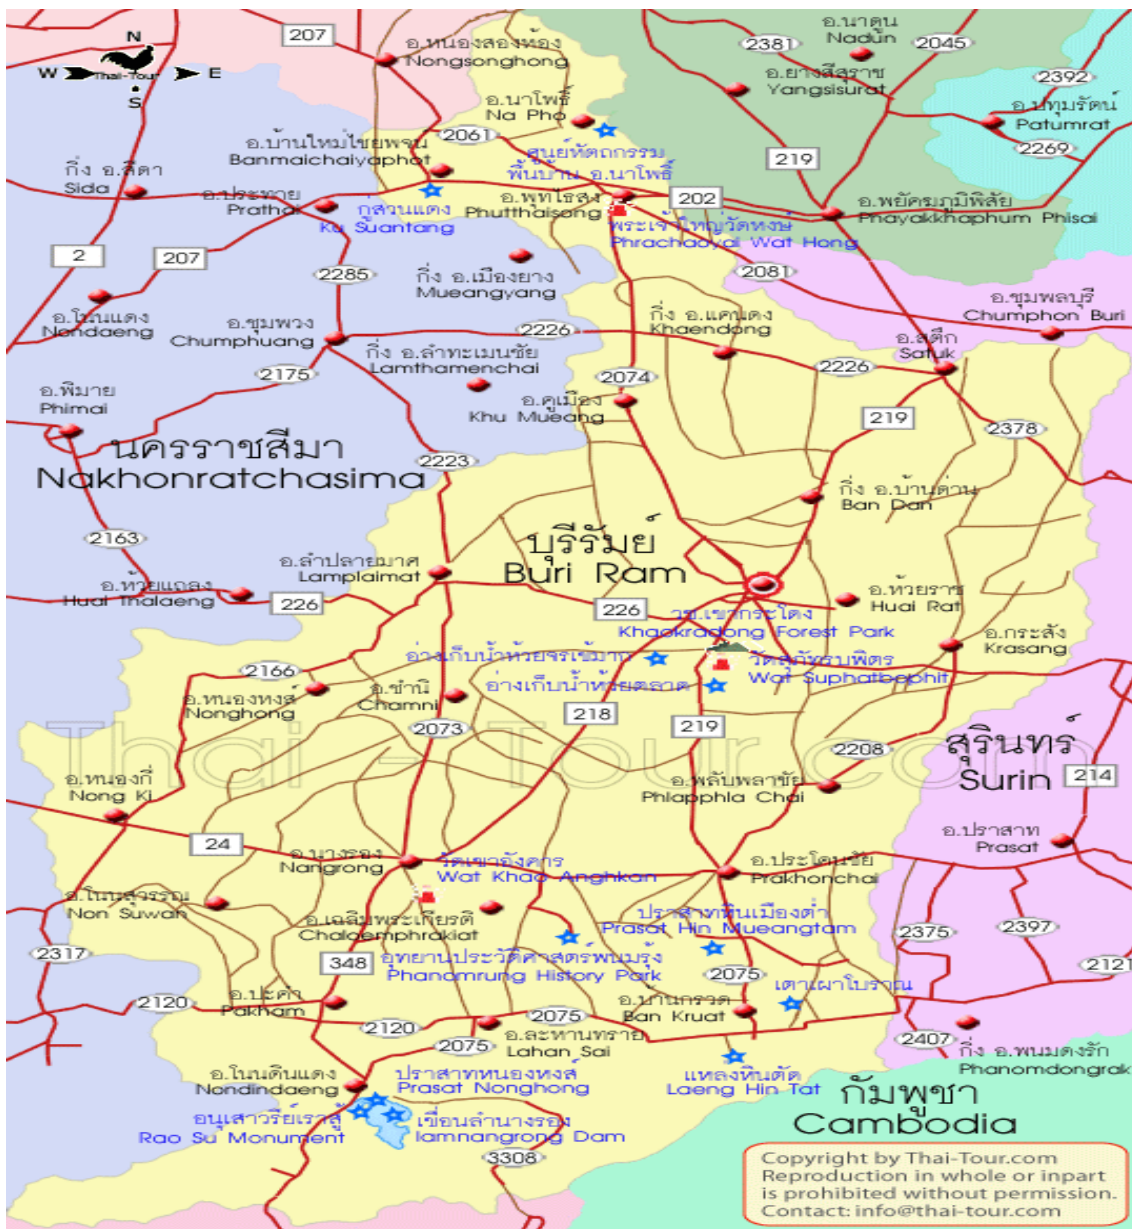 N
W
E
Thai-Tour
S
207
อ.หนองสองห้อง
Nongsonghong
อ.นาดูน
Nadun
2381
2045
อ.ยางสีสุราช
Yangsisurat
2392
อ.นาโพธิ์
Na Pho
อ.ปทุมรัตน์
Patumrat
2061
อ.บ้านใหม่ไชยพจน์
Banmaichaiyaphot
ศูนย์หัตถกรรม
พื้นบ้าน อ.นาโพธิ์
219
2269
กิ่ง อ.สีดา
Sida
อ.ประทาย
Prathai
กู่สวนแตง
Ku Suantang
อ.พุทไธสง
Phutthaisong
202
อ.พยัคฆภูมิพิสัย
Phayakkhaphum Phisai
พระเจ้าใหญ่วัดหงษ์
Phrachaoyai Wat Hong
2
207
2285
กิ่ง อ.เมืองยาง
Mueangyang
2081
อ.โนนแดง
Nondaeng
อ.ชุมพวง
Chumphuang
2226
กิ่ง อ.แคนดง
Khaendong
อ.ชุมพลบุรี
Chumphon Buri
อ.สตึก
Satuk
2175
กิ่ง อ.ลำทะเมนชัย
Lamthamenchai
2074
2226
อ.พิมาย
Phimai
อ.คูเมือง
Khu Mueang
219
2378
นครราชสีมา
Nakhonratchasima
2223
กิ่ง อ.บ้านด่าน
Ban Dan
2163
บุรีรัมย์
Buri Ram
อ.ลำปลายมาศ
Lamplaimat
อ.ห้วยแถลง
Huai Thalaeng
226
226
อ.ห้วยราช
Huai Rat
วช.เขากระโดง
Khaokradong Forest Park
อ.กระสัง
Krasang
อ่างเก็บน้ำห้วยจรเข้มาก
วัดสุภัทรบพิตร
Wat Suphatbophit
อ่างเก็บน้ำห้วยตลาด
2166
อ.หนองหงส์
Nonghong
อ.ชำนิ
Chamni
2073
218
219
2208
Thai - Tour.com
สุรินทร์
Surin
214
อ.หนองกี่
Nong Ki
อ.พลับพลาชัย
Phlapphla Chai
24
อ.ปราสาท
Prasat
อ.นางรอง
Nangrong
วัดเขาอังคาร
Wat Khao Anghkan
อ.ประโคนชัย
Prakhonchai
อ.โนนสุวรรณ
Non Suwan
อ.เฉลิมพระเกียรติ
Chaloemphrakiat
ปราสาทหินเมืองต่ำ
Prasat Hin Mueangtam
2375
2397
2317
348
อุทยานประวัติศาสตร์พนมรุ้ง
Phanomrung History Park
2075
2121
2120
อ.ปะคำ
Pakham
2120
2075
อ.บ้านกรวด
Ban Kruat
เตาเผาโบราณ
2075
อ.ละหานทราย
Lahan Sai
2407
กิ่ง อ.พนมดงรัก
Phanomdongrak
อ.โนนดินแดง
Nondindaeng
ปราสาทหนองหงส์
Prasat Nonghong
แหล่งหินตัด
Laeng Hin Tat
อนุเสาวรีย์เราสู้
Rao Su Monument
เขื่อนลำนางรอง
lamnangrong Dam
กัมพูชา
Cambodia
3308
Copyright by Thai-Tour.com
Reproduction in whole or inpart
is prohibited without permission.
Contact: info@thai-tour.com